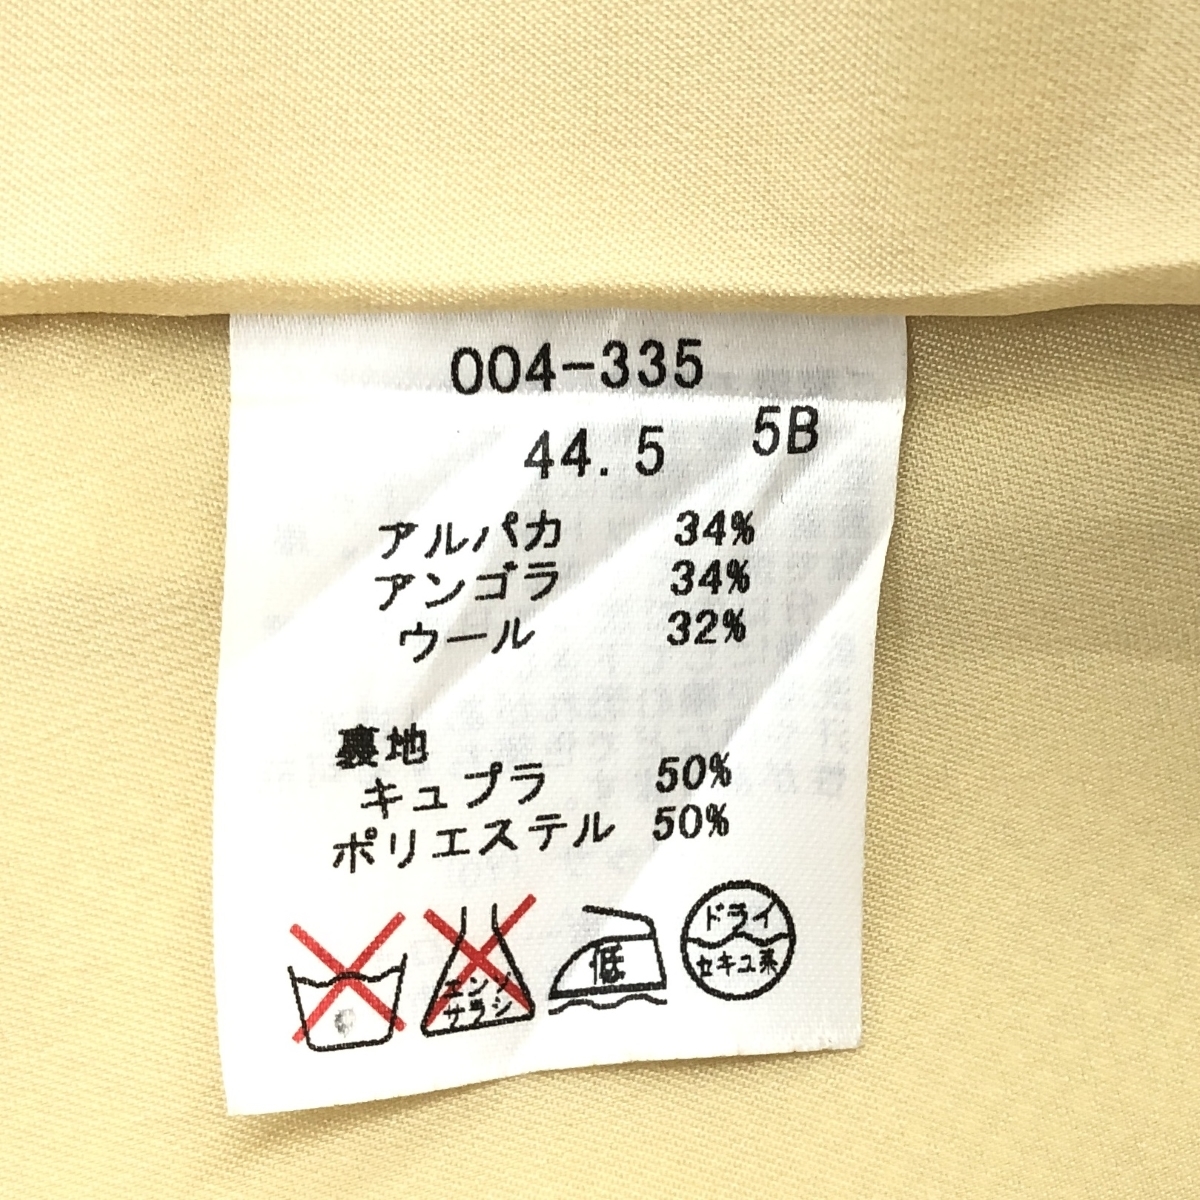 004-335
44.5 5B
アルパカ 34%
アンゴラ 34%
ウール 32%
裏地
キュプラ 50%
ポリエステル 50%
エンソ
サラシ
低
ドライ
セキユ系